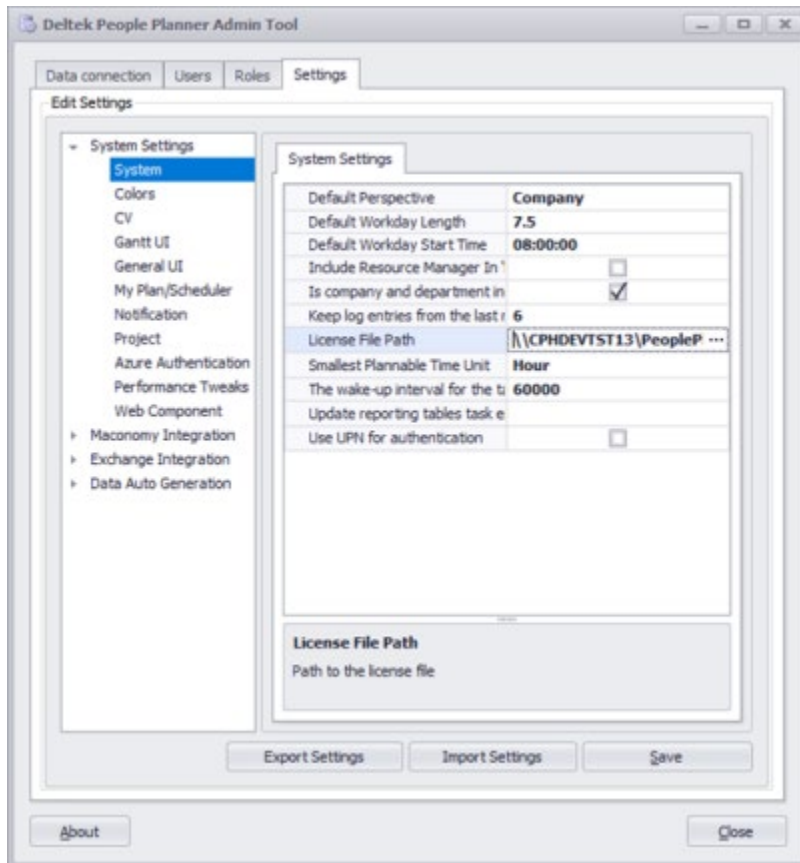 Deltek People Planner Admin Tool
Data connection Users Roles Settings
Edit Settings
System Settings
System
Colors
CV
Gantt UI
General UI
My Plan/Scheduler
Notification
Project
Azure Authentication
Performance Tweaks
Web Component
Maconomy Integration
Exchange Integration
Data Auto Generation
System Settings
Default Perspective Company
Default Workday Length 7.5
Default Workday Start Time 08:00:00
Include Resource Manager In T
Is company and department in
Keep log entries from the last r 6
License File Path \\CPHDEVTST13\PeopleP ...
Smallest Plannable Time Unit Hour
The wake-up interval for the ta 60000
Update reporting tables task e
Use UPN for authentication
License File Path
Path to the license file
Export Settings Import Settings Save
About Close